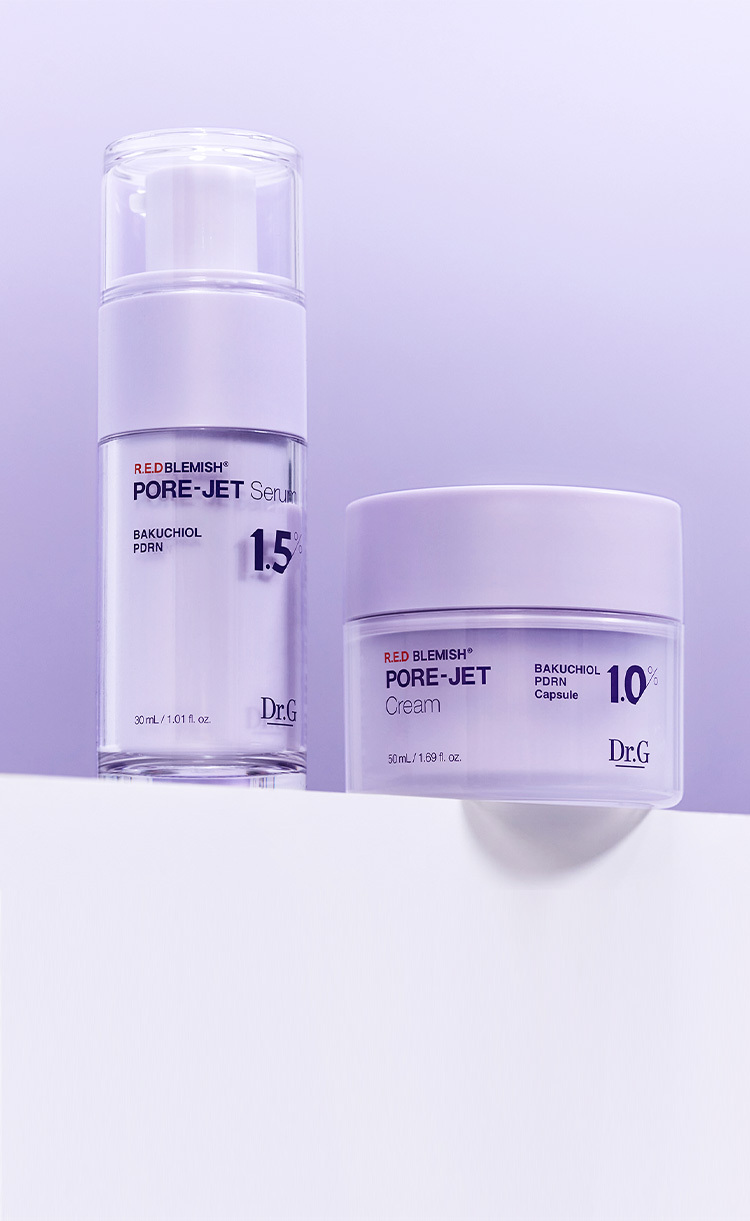 R.E.D BLEMISH®
PORE-JET Serum
BAKUCHIOL
PDRN
1.5%
30 mL / 1.01 fl. oz.
Dr.G
R.E.D BLEMISH®
PORE-JET
Cream
BAKUCHIOL
PDRN
Capsule
1.0%
50 mL / 1.69 fl. oz.
Dr.G